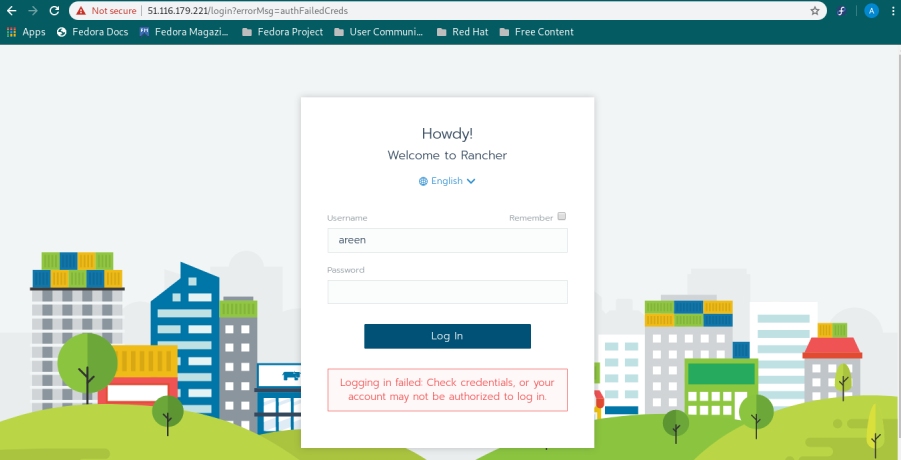 Not secure | 51.116.179.221/login?errorMsg=authFailedCreds
A
Apps Fedora Docs Fedora Magazi... Fedora Project User Communi... Red Hat Free Content
Howdy!
Welcome to Rancher
English
Username Remember
areen
Password
Log In
Logging in failed: Check credentials, or your
account may not be authorized to log in.